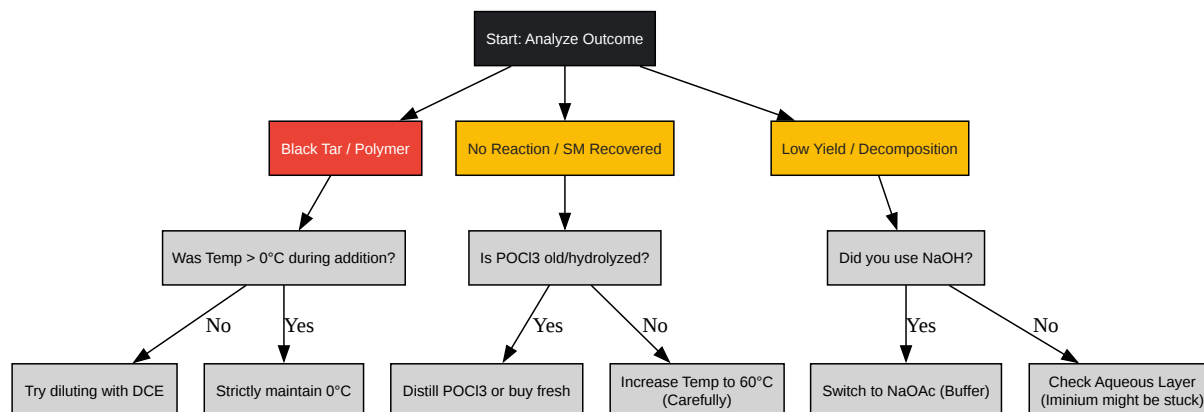 Start: Analyze Outcome
Black Tar / Polymer
No Reaction / SM Recovered
Low Yield / Decomposition
Was Temp > 0°C during addition?
Is POCl3 old/hydrolyzed?
Did you use NaOH?
No
Yes
Yes
No
Yes
No
Try diluting with DCE
Strictly maintain 0°C
Distill POCl3 or buy fresh
Increase Temp to 60°C
(Carefully)
Switch to NaOAc (Buffer)
Check Aqueous Layer
(Iminium might be stuck)